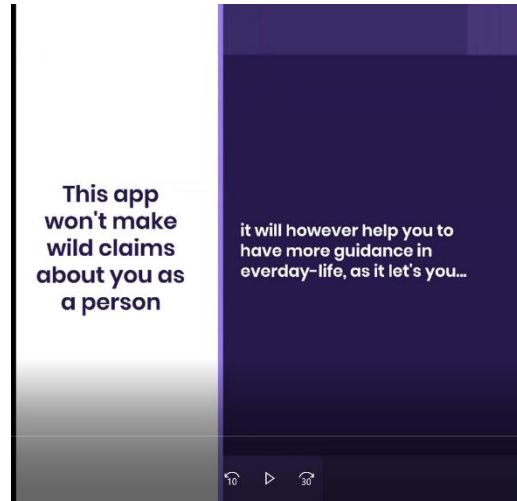 This app
won't make
wild claims
about you as
a person
it will however help you to
have more guidance in
everday-life, as it let's you...
10
30